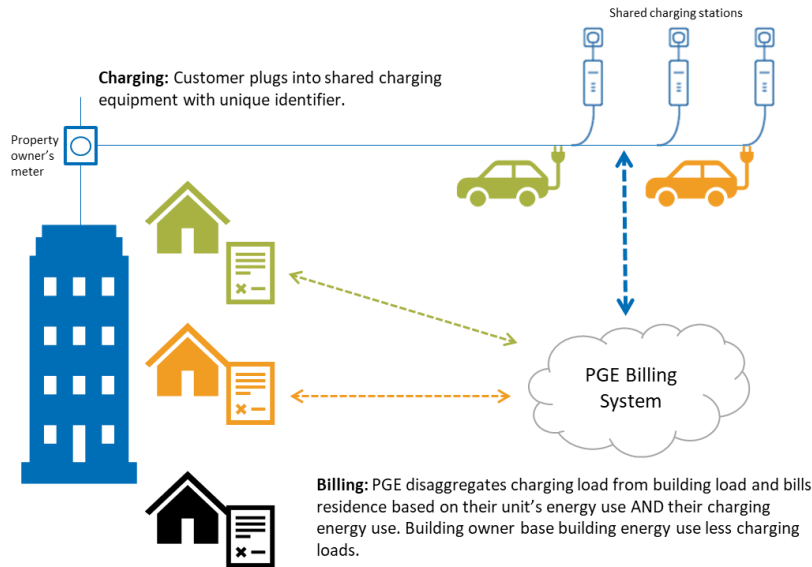 Shared charging stations
Charging: Customer plugs into shared charging
equipment with unique identifier.
Property
owner's
meter
PGE Billing
System
Billing: PGE disaggregates charging load from building load and bills
residence based on their unit's energy use AND their charging
energy use. Building owner base building energy use less charging
loads.